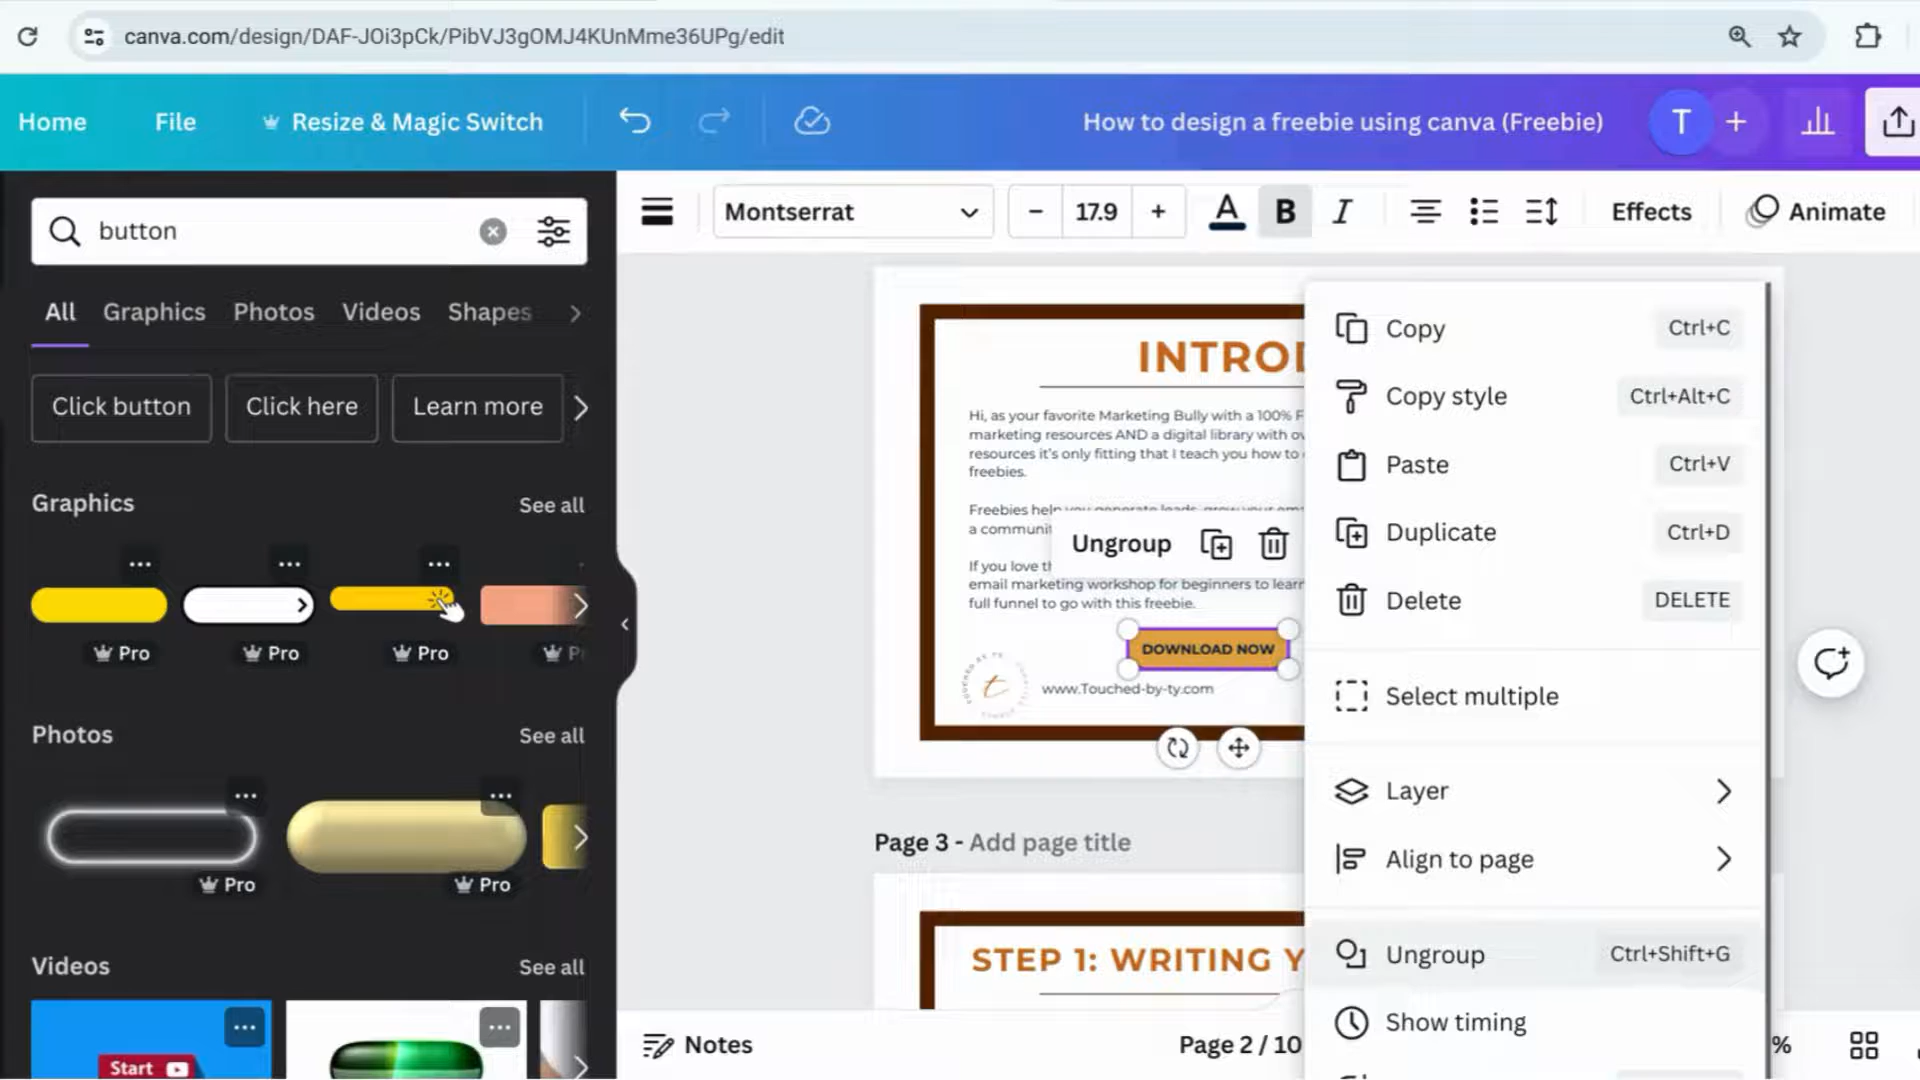 canva.com/design/DAF-JOi3pCk/PibVJ3gOMJ4KUnMme36UPg/edit
Home
File
Resize & Magic Switch
How to design a freebie using canva (Freebie)
T
button
Montserrat
17.9
A
B
I
Effects
Animate
All
Graphics
Photos
Videos
Shapes
Click button
Click here
Learn more
Graphics
See all
Pro
Pro
Pro
Photos
See all
Pro
Pro
Videos
See all
Start
Hi, as your favorite Marketing Bully with a 100%
marketing resources AND a digital library with
resources it's only fitting that I teach you how to
freebies.
Freebies help you generate leads, grow your
If you love
Ungroup
email marketing workshop for beginners to
full funnel to go with this freebie.
DOWNLOAD NOW
www.Touched-by-ty.com
Page 3 - Add page title
STEP 1: WRITING Y
Copy
Ctrl+C
Copy style
Ctrl+Alt+C
Paste
Ctrl+V
Duplicate
Ctrl+D
Delete
DELETE
Select multiple
Layer
Align to page
Ungroup
Ctrl+Shift+G
Show timing
Notes
Page 2 / 10
%